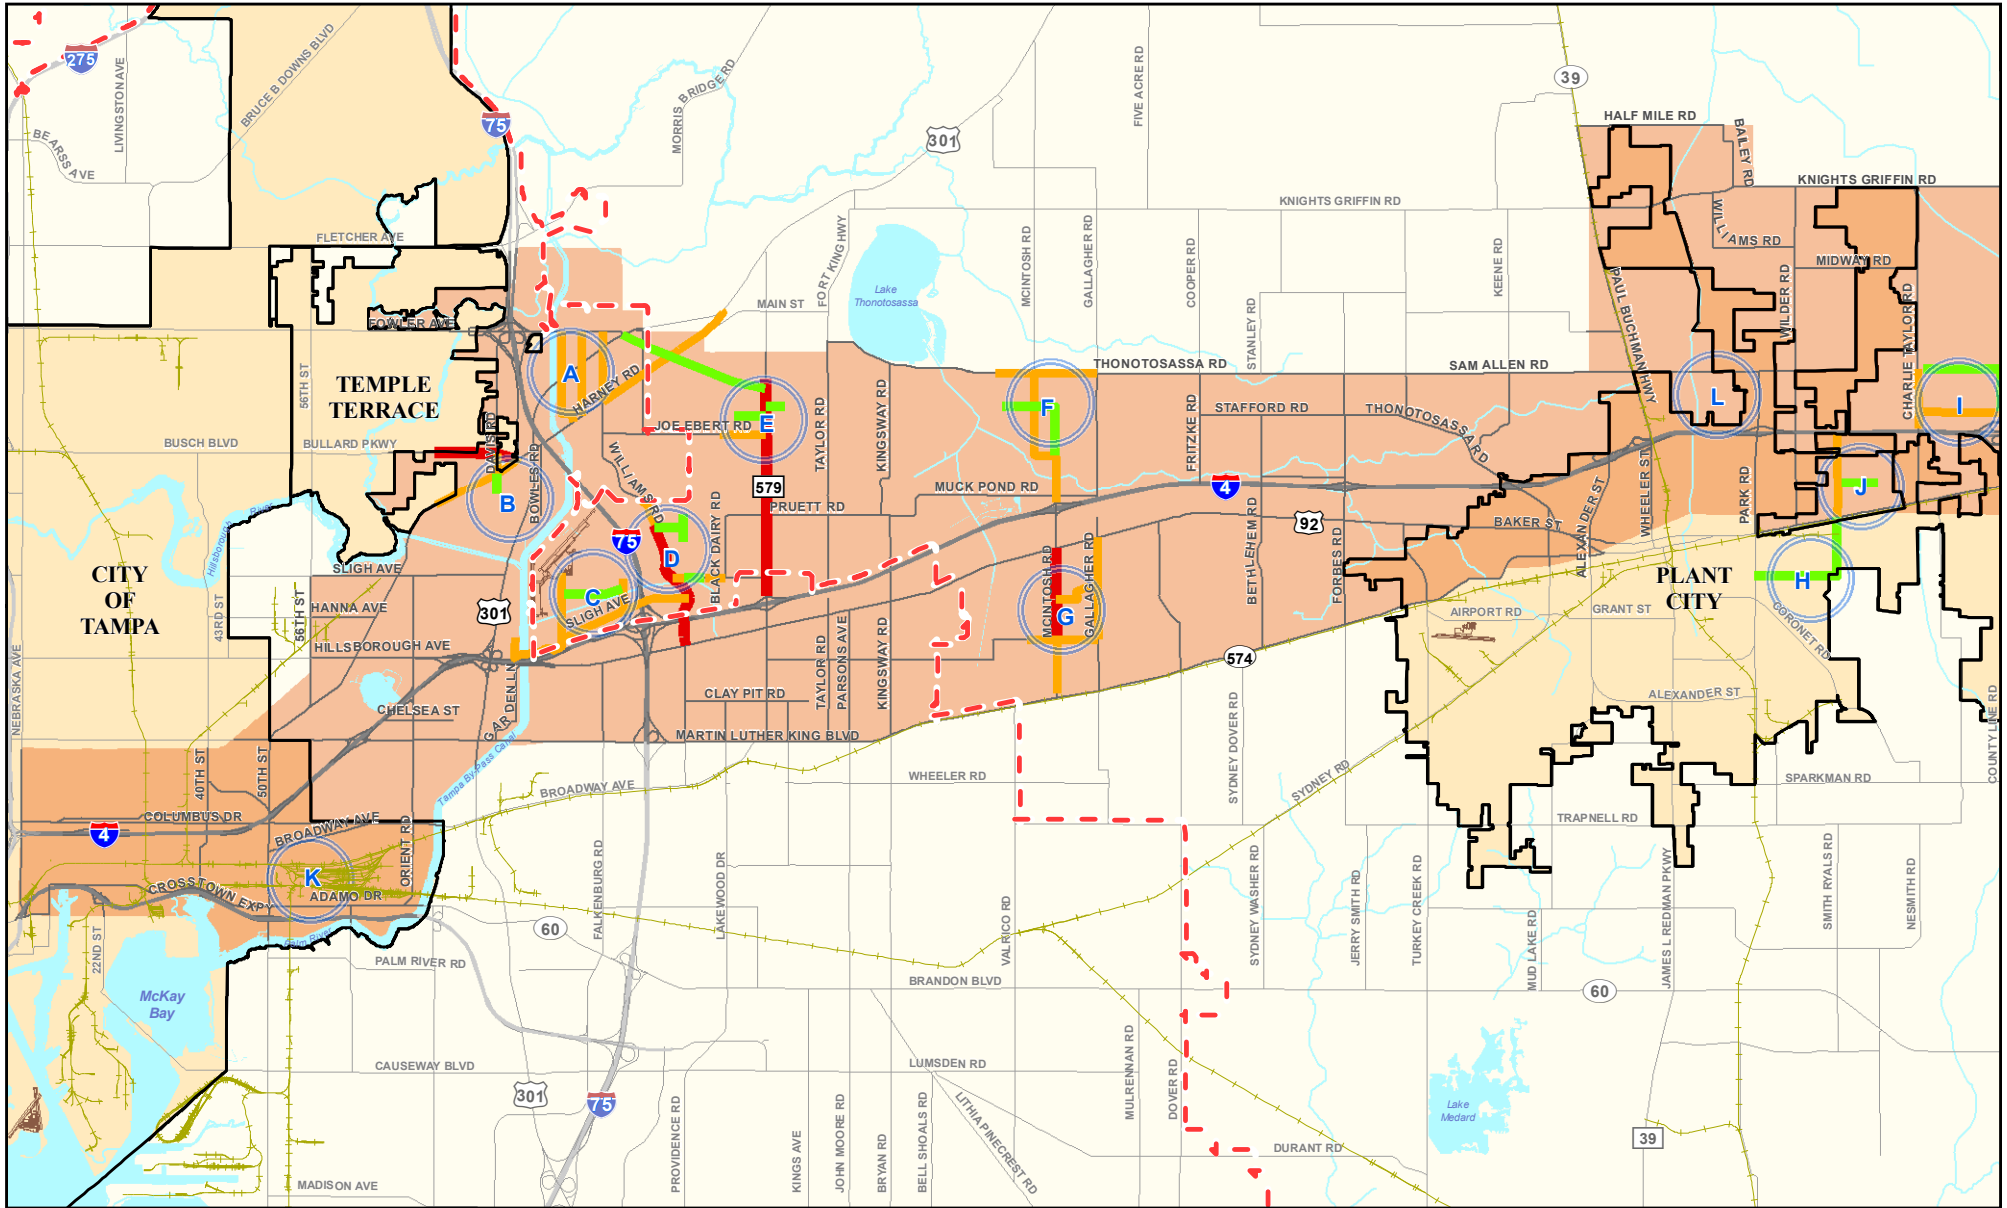 275
LIVINGSTON AVE
BRUCE B DOWNS BLVD
BEARSS AVE
75
MORRIS BRIDGE RD
301
FIVE ACRE RD
39
HALF MILE RD
BAILEY RD
KNIGHTS GRIFFIN RD
KNIGHTS GRIFFIN RD
WILLIAMS RD
MIDWAY RD
FLETCHER AVE
FORT KING HWY
MCINTOSH RD
GALLAGHER RD
COOPER RD
KEENE RD
Lake
Thonotosassa
MAIN ST
STANLEY RD
PAUL BUCHMAN HWY
WILDER RD
CHARLIE TAYLOR RD
FOWLER AVE
THONOTOSASSA RD
SAM ALLEN RD
56TH ST
TEMPLE
TERRACE
A
HARNEY RD
E
F
L
I
JOE EBERT RD
TAYLOR RD
KINGSWAY RD
FRITZKE RD
STAFFORD RD
THONOTOSASSA RD
BUSCH BLVD
BULLARD PKWY
DAVIS RD
BOWLES RD
WILLIAMS RD
B
579
PRUETT RD
MUCK POND RD
4
92
BAKER ST
ALEXANDER ST
WHEELER ST
PARK RD
J
BETHLEHEM RD
FORBES RD
Hillsborough River
75
D
BLACK DAIRY RD
SLIGH AVE
C
SLIGH AVE
MCINTOSH RD
GALLAGHER RD
G
H
CITY
OF
TAMPA
PLANT
CITY
43RD ST
56TH ST
HANNA AVE
301
HILLSBOROUGH AVE
AIRPORT RD
GRANT ST
CORONET RD
574
NEBRASKA AVE
TAYLOR RD
PARSONS AVE
KINGSWAY RD
CLAY PIT RD
CHELSEA ST
GARDEN LN
MARTIN LUTHER KING BLVD
ALEXANDER ST
COUNTY LINE RD
SYDNEY DOVER RD
40TH ST
50TH ST
Tampa By-Pass Canal
BROADWAY AVE
WHEELER RD
SYDNEY RD
SPARKMAN RD
4
COLUMBUS DR
BROADWAY AVE
ORIENT RD
TRAPNELL RD
K
CROSSTOWN EXPY
ADAMO DR
FALKENBURG RD
LAKEWOOD DR
VALRICO RD
SYDNEY WASHER RD
JERRY SMITH RD
TURKEY CREEK RD
MUD LAKE RD
JAMES L REDMAN PKWY
SMITH RYALS RD
NESMITH RD
60
22ND ST
Palm River
PALM RIVER RD
BRANDON BLVD
60
McKay
Bay
CAUSEWAY BLVD
LUMSDEN RD
301
75
PROVIDENCE RD
KINGS AVE
JOHN MOORE RD
BRYAN RD
BELL SHOALS RD
LITHIA PINECREST RD
MULRENNAN RD
DOVER RD
Lake
Medard
39
DURANT RD
MADISON AVE